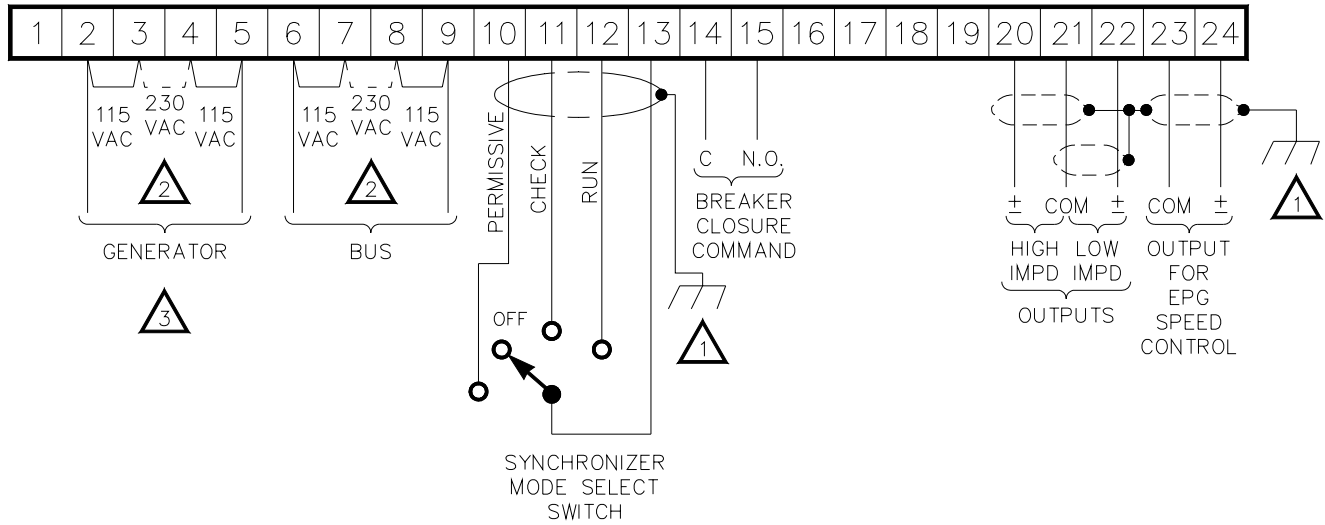 1 2 3 4 5 6 7 8 9 10 11 12 13 14 15 16 17 18 19 20 21 22 23 24
115 VAC
230 VAC
115 VAC
2
GENERATOR
3
115 VAC
230 VAC
115 VAC
2
BUS
PERMISSIVE
CHECK
RUN
OFF
SYNCHRONIZER
MODE SELECT
SWITCH
1
C N.O.
BREAKER
CLOSURE
COMMAND
± COM ±
HIGH IMPD
LOW IMPD
OUTPUTS
COM ±
OUTPUT
FOR
EPG
SPEED
CONTROL
1